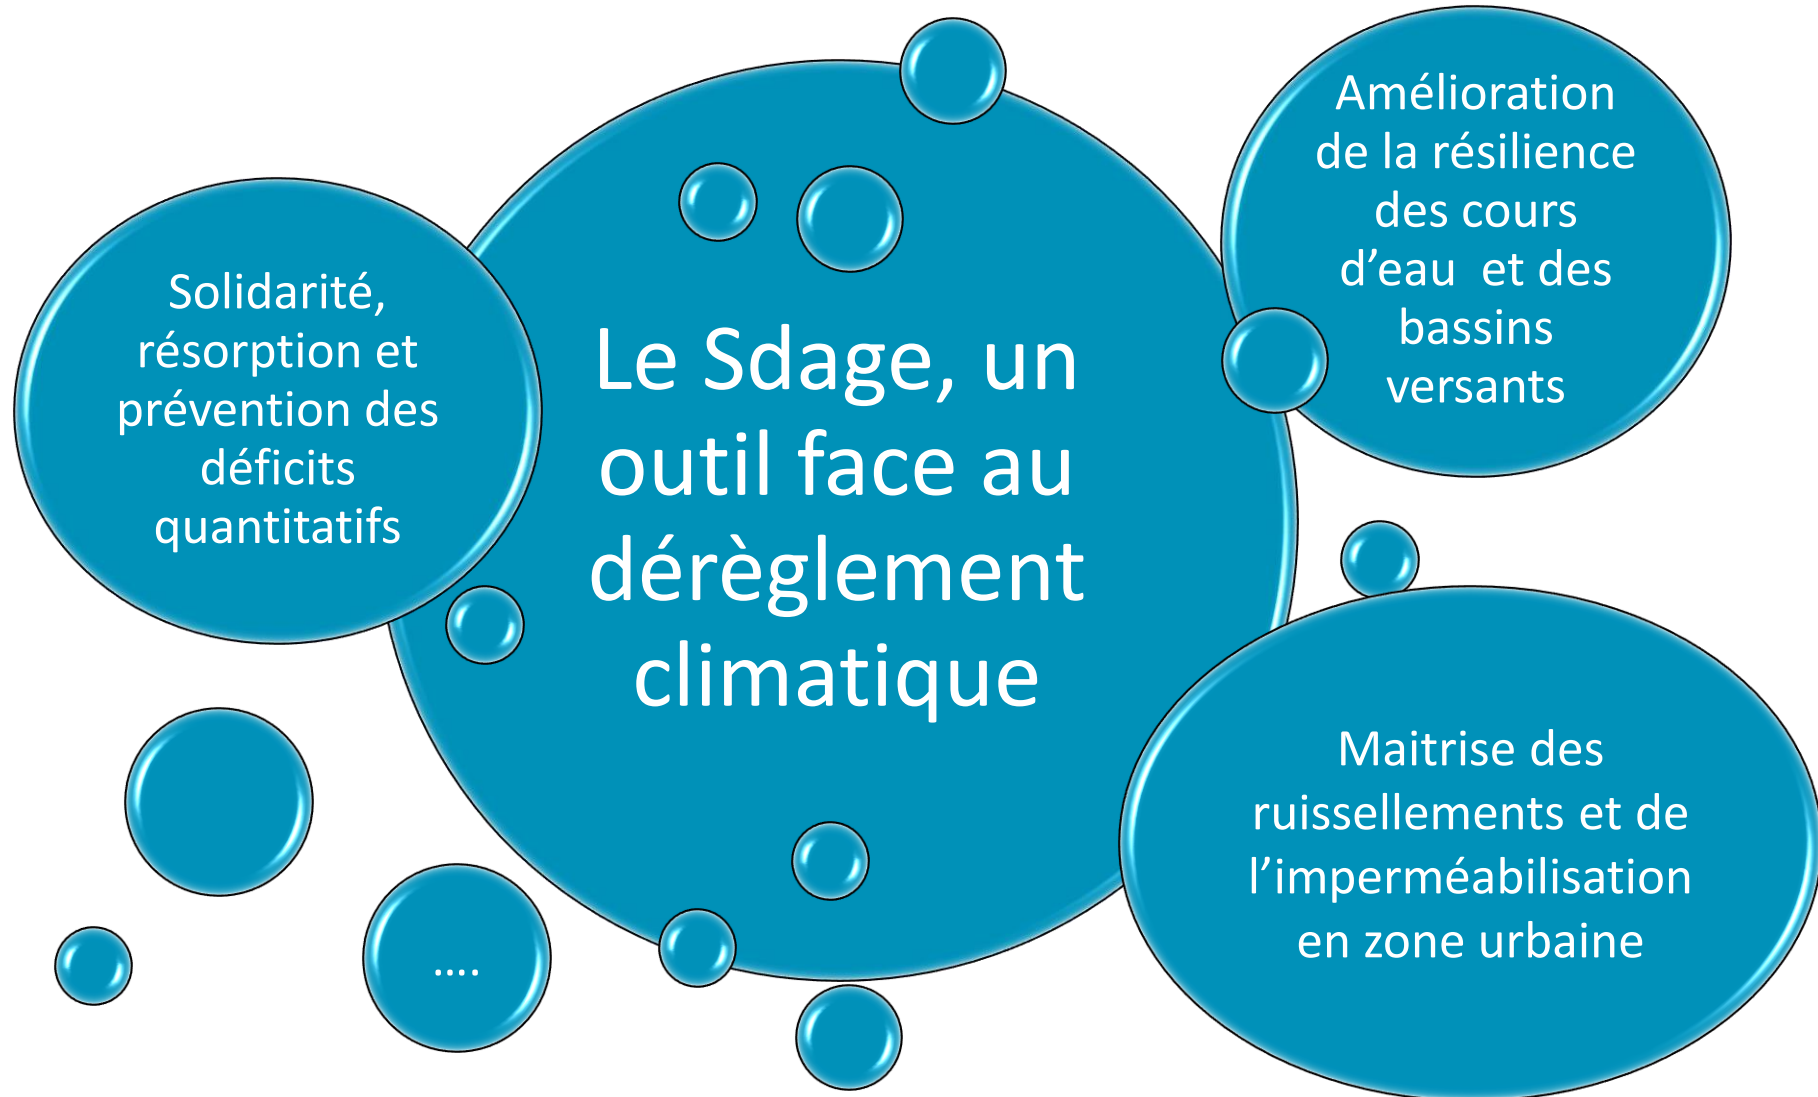 Le Sdage, un
outil face au
dérèglement
climatique
Solidarité,
résorption et
prévention des
déficits
quantitatifs
Amélioration
de la résilience
des cours
d’eau  et des
bassins
versants
Maitrise des
ruissellements et de
l’imperméabilisation
en zone urbaine
....